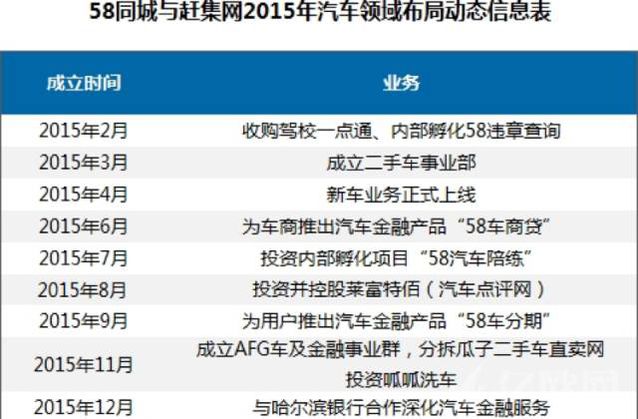 58同城与赶集网2015年汽车领域布局动态信息表
成立时间 业务
2015年2月 收购驾校一点通、内部孵化58违章查询
2015年3月 成立二手车事业部
2015年4月 新车业务正式上线
2015年6月 为车商推出汽车金融产品“58车商贷”
2015年7月 投资内部孵化项目“58汽车陪练”
2015年8月 投资并控股莱富特佰（汽车点评网）
2015年9月 为用户推出汽车金融产品“58车分期”
2015年11月 成立AFG车及金融事业群，分拆瓜子二手车直卖网
投资呱呱洗车
2015年12月 与哈尔滨银行合作深化汽车金融服务